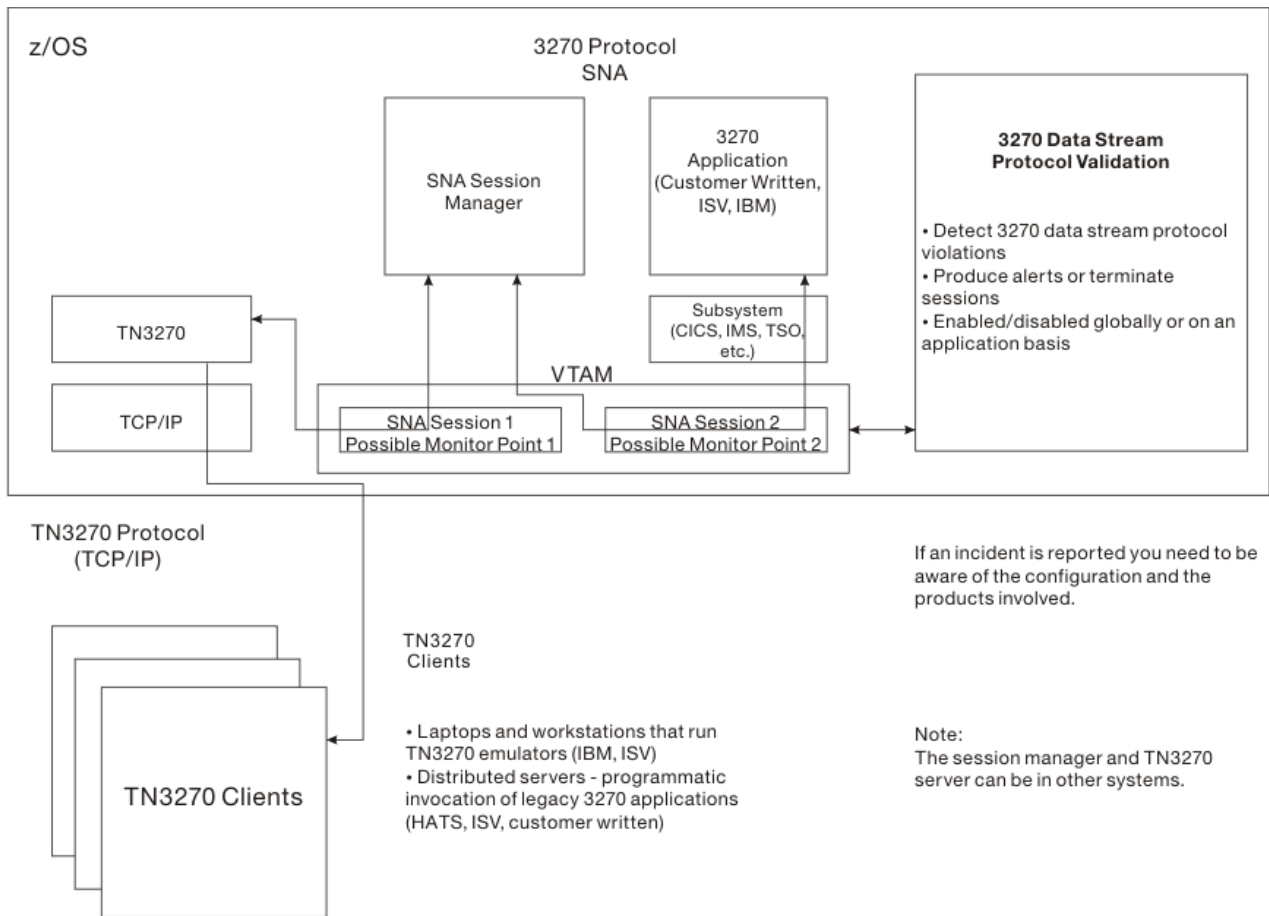 z/OS
3270 Protocol
SNA
SNA Session
Manager
3270
Application
(Customer Written,
ISV, IBM)
3270 Data Stream
Protocol Validation
• Detect 3270 data stream protocol
violations
• Produce alerts or terminate
sessions
• Enabled/disabled globally or on an
application basis
TN3270
TCP/IP
Subsystem
(CICS, IMS, TSO,
etc.)
VTAM
SNA Session 1
Possible Monitor Point 1
SNA Session 2
Possible Monitor Point 2
TN3270 Protocol
(TCP/IP)
If an incident is reported you need to be
aware of the configuration and the
products involved.
TN3270 Clients
TN3270
Clients
• Laptops and workstations that run
TN3270 emulators (IBM, ISV)
• Distributed servers - programmatic
invocation of legacy 3270 applications
(HATS, ISV, customer written)
Note:
The session manager and TN3270
server can be in other systems.